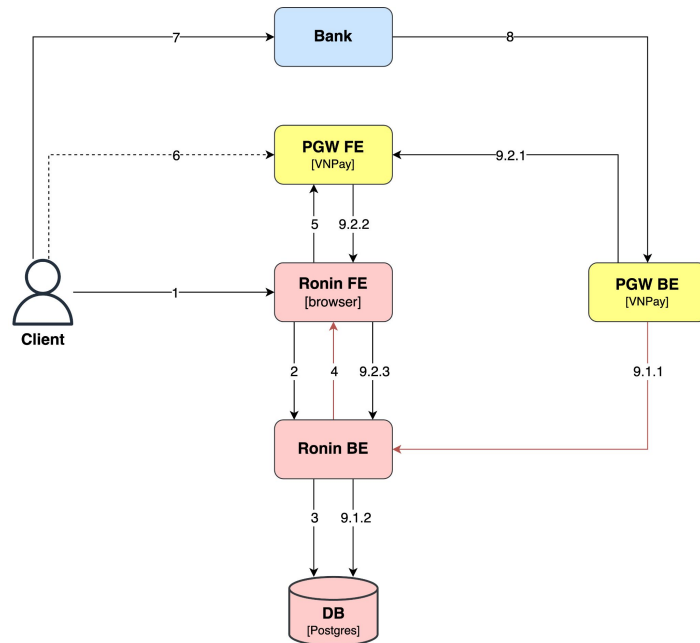 Bank
7
8
PGW FE
[VNPay]
6
9.2.1
5
9.2.2
Ronin FE
[browser]
PGW BE
[VNPay]
1
Client
2
4
9.2.3
9.1.1
Ronin BE
3
9.1.2
DB
[Postgres]